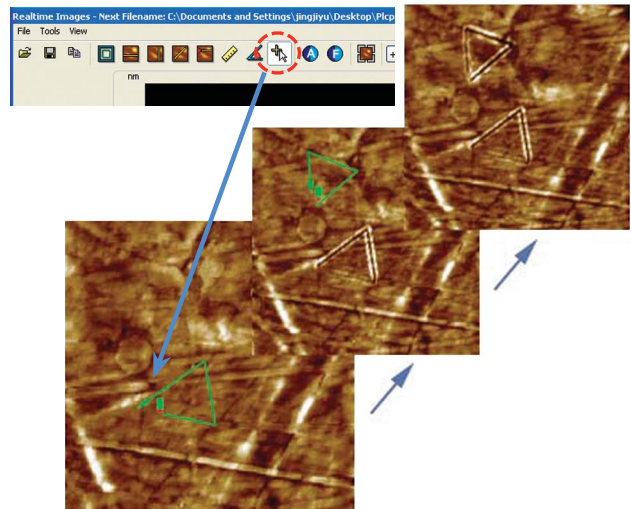 Realtime Images - Next Filename: C:\Documents and Settings\jingjiyu\Desktop\Plcp
File Tools View
A F
nm